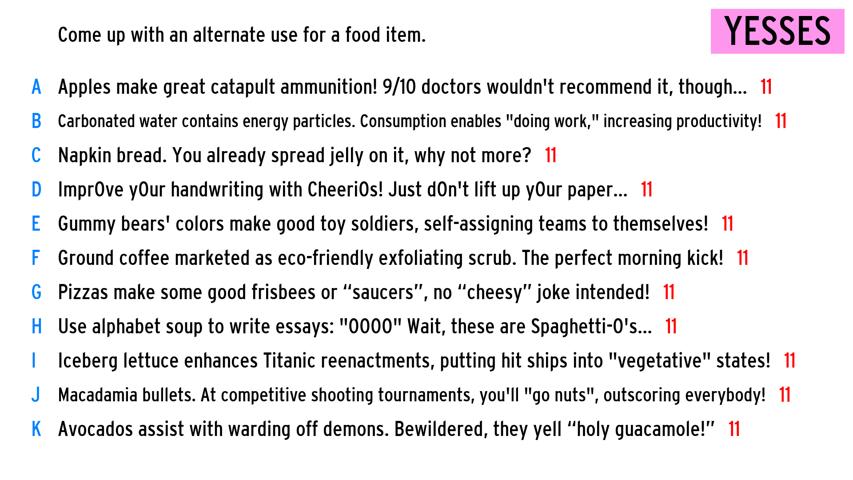 Come up with an alternate use for a food item.
YESSES
A Apples make great catapult ammunition! 9/10 doctors wouldn't recommend it, though... 11
B Carbonated water contains energy particles. Consumption enables "doing work," increasing productivity! 11
C Napkin bread. You already spread jelly on it, why not more? 11
D Impr0ve y0ur handwriting with Cheeri0s! Just d0n't lift up y0ur paper... 11
E Gummy bears' colors make good toy soldiers, self-assigning teams to themselves! 11
F Ground coffee marketed as eco-friendly exfoliating scrub. The perfect morning kick! 11
G Pizzas make some good frisbees or “saucers”, no “cheesy” joke intended! 11
H Use alphabet soup to write essays: "OOOO" Wait, these are Spaghetti-O's... 11
I Iceberg lettuce enhances Titanic reenactments, putting hit ships into "vegetative" states! 11
J Macadamia bullets. At competitive shooting tournaments, you'll "go nuts", outscoring everybody! 11
K Avocados assist with warding off demons. Bewildered, they yell “holy guacamole!” 11